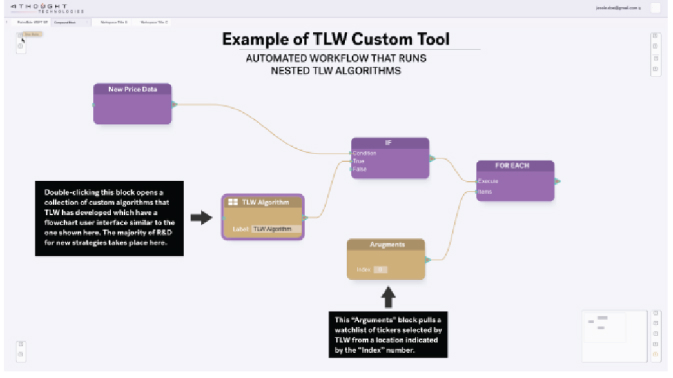 4THOUGHT
TECHNOLOGIES
Example of TLW Custom Tool
AUTOMATED WORKFLOW THAT RUNS
NESTED TLW ALGORITHMS
New Price Data
IF
Condition
True
False
FOR EACH
Execute
Items
Double-clicking this block opens a
collection of custom algorithms that
TLW has developed which have a
flowchart user interface similar to the
one shown here. The majority of R&D
for new strategies takes place here.
TLW Algorithm
Label TLW Algorithm
Arugments
Index
This "Arguments" block pulls a
watchlist of tickers selected by
TLW from a location indicated
by the "Index" number.